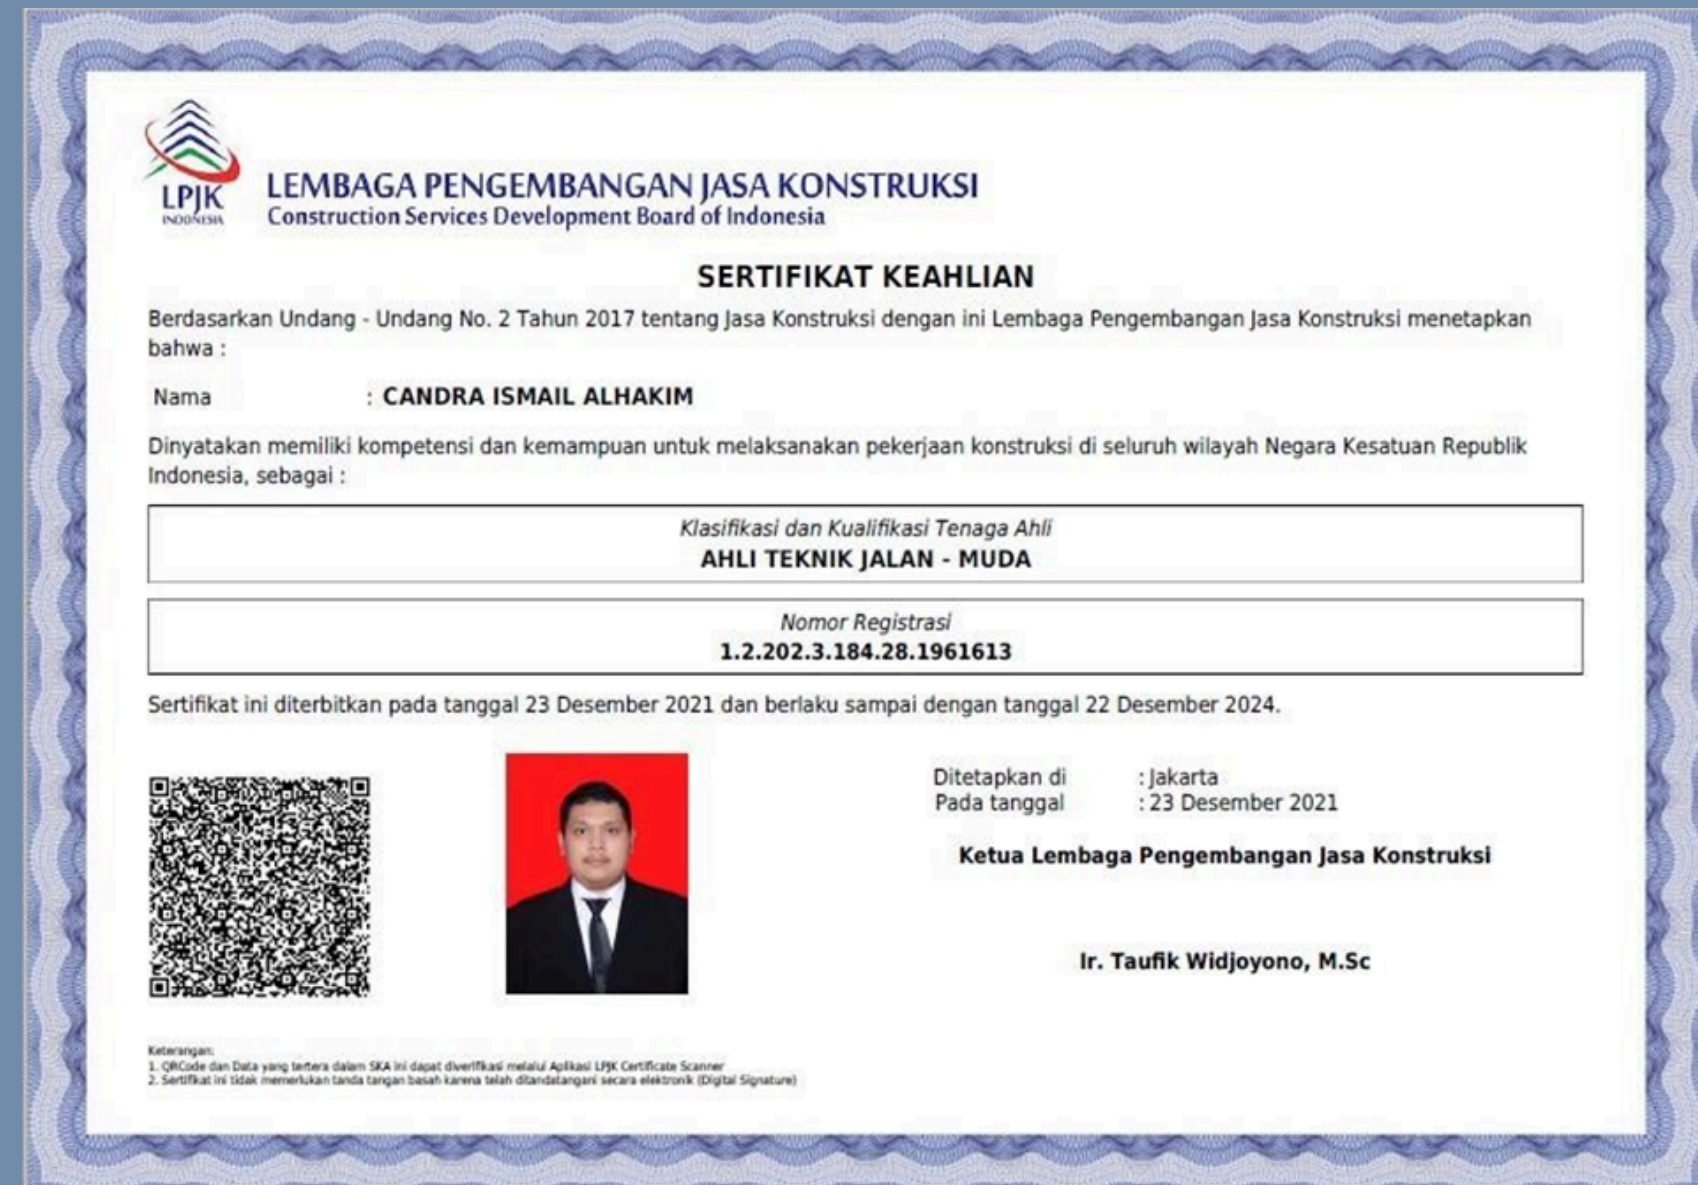 LPJK
INDONESIA
LEMBAGA PENGEMBANGAN JASA KONSTRUKSI
Construction Services Development Board of Indonesia
SERTIFIKAT KEAHLIAN
Berdasarkan Undang - Undang No. 2 Tahun 2017 tentang Jasa Konstruksi dengan ini Lembaga Pengembangan Jasa Konstruksi menetapkan
bahwa :
Nama : CANDRA ISMAIL ALHAKIM
Dinyatakan memiliki kompetensi dan kemampuan untuk melaksanakan pekerjaan konstruksi di seluruh wilayah Negara Kesatuan Republik
Indonesia, sebagai :
Klasifikasi dan Kualifikasi Tenaga Ahli
AHLI TEKNIK JALAN - MUDA
Nomor Registrasi
1.2.202.3.184.28.1961613
Sertifikat ini diterbitkan pada tanggal 23 Desember 2021 dan berlaku sampai dengan tanggal 22 Desember 2024.
Ditetapkan di : Jakarta
Pada tanggal : 23 Desember 2021
Ketua Lembaga Pengembangan Jasa Konstruksi
Ir. Taufik Widjoyono, M.Sc
Keterangan:
1. QRCode dan Data yang tertera dalam SKA ini dapat diverifikasi melalui Aplikasi LPJK Certificate Scanner
2. Sertifikat ini tidak memerlukan tanda tangan basah karena telah ditandatangani secara elektronik (Digital Signature)